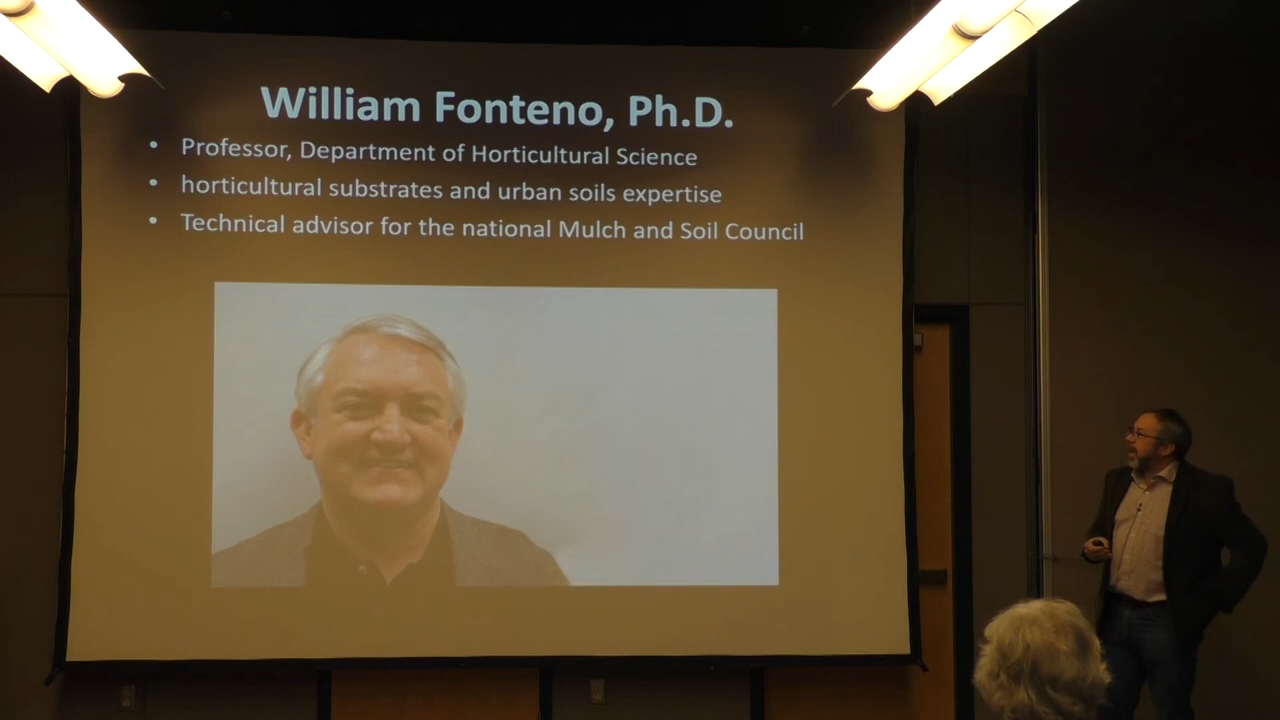 William Fonteno, Ph.D.
• Professor, Department of Horticultural Science
• horticultural substrates and urban soils expertise
• Technical advisor for the national Mulch and Soil Council